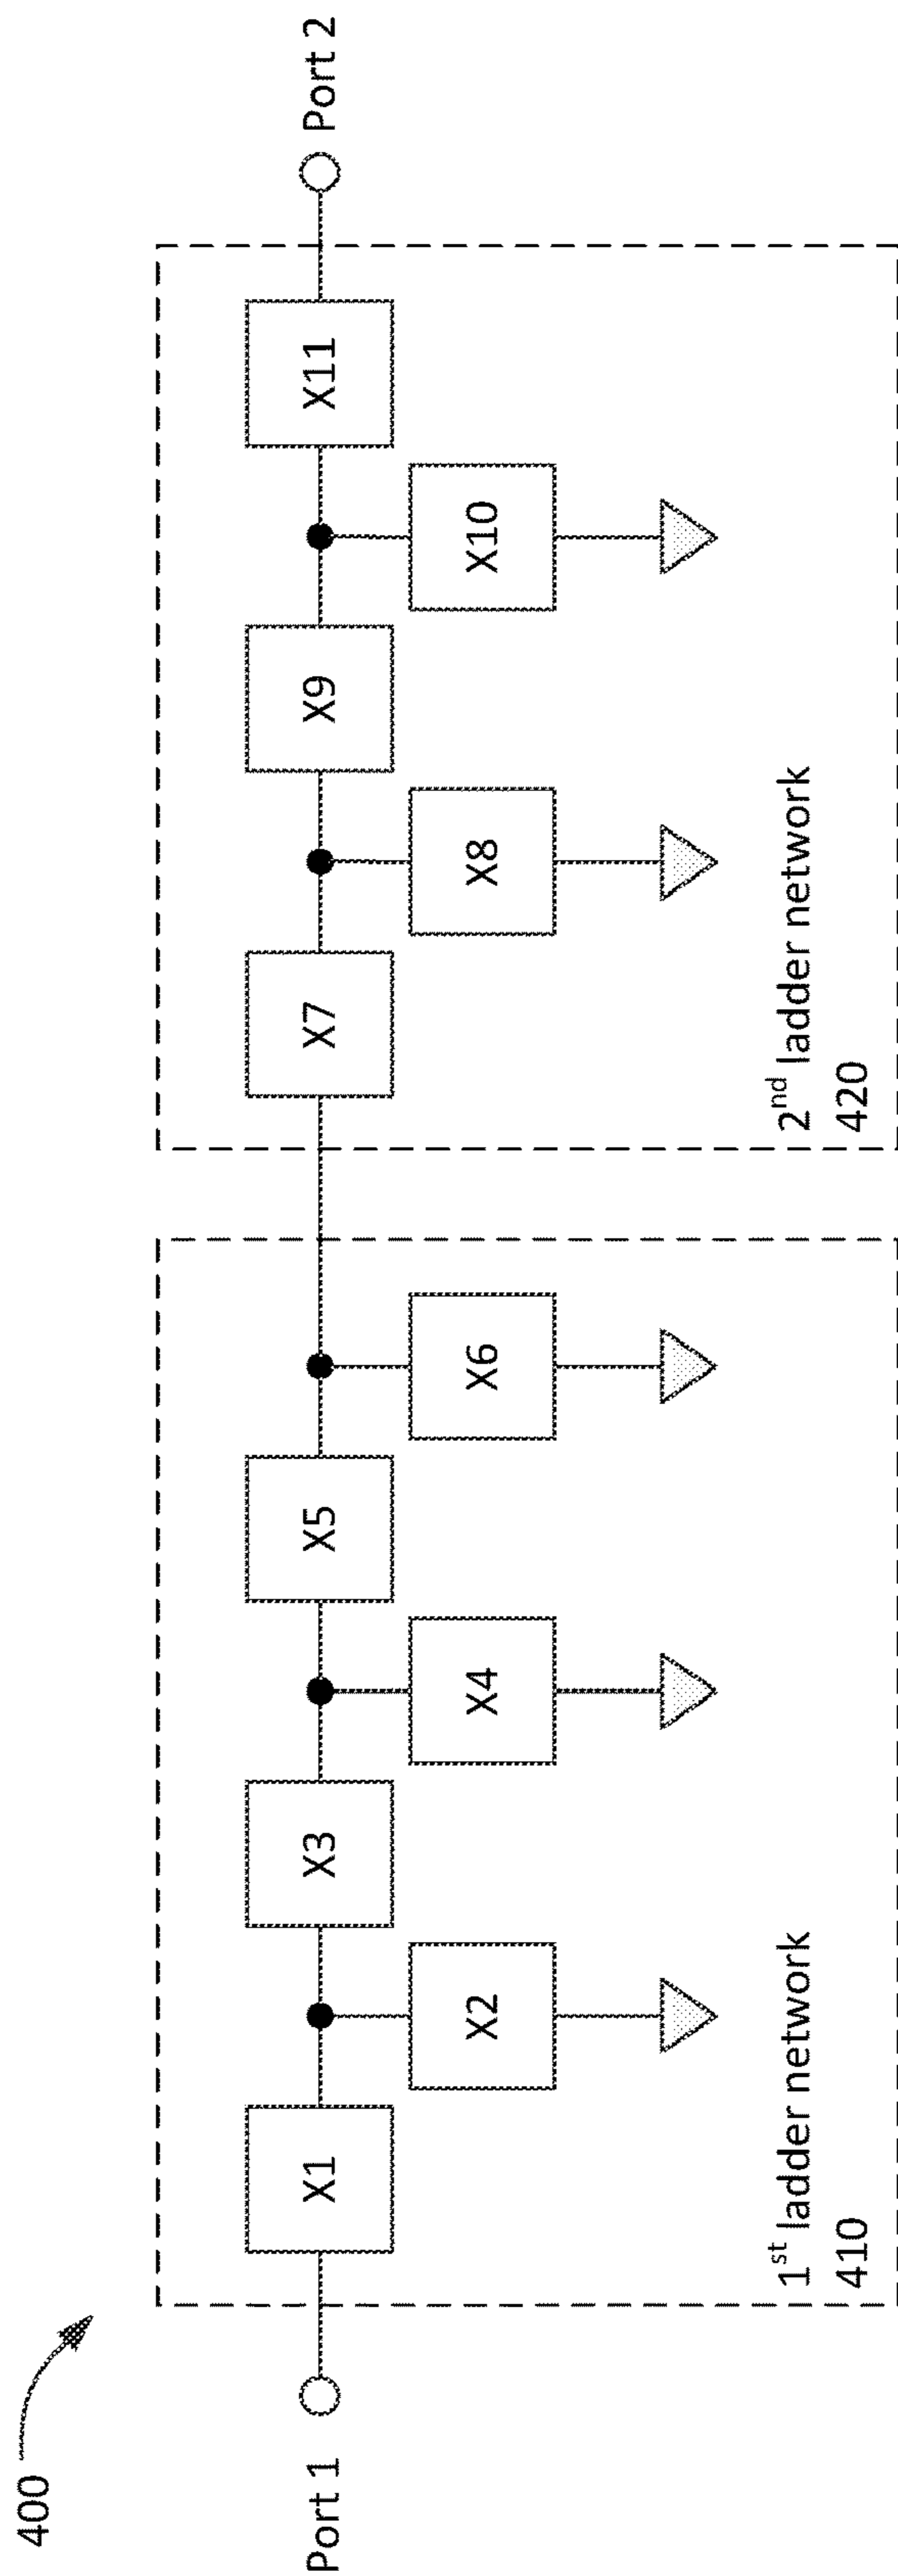 400
Port 1
X1
X3
X5
X7
X9
X11
Port 2
X2
X4
X6
X8
X10
1st ladder network
410
2nd ladder network
420